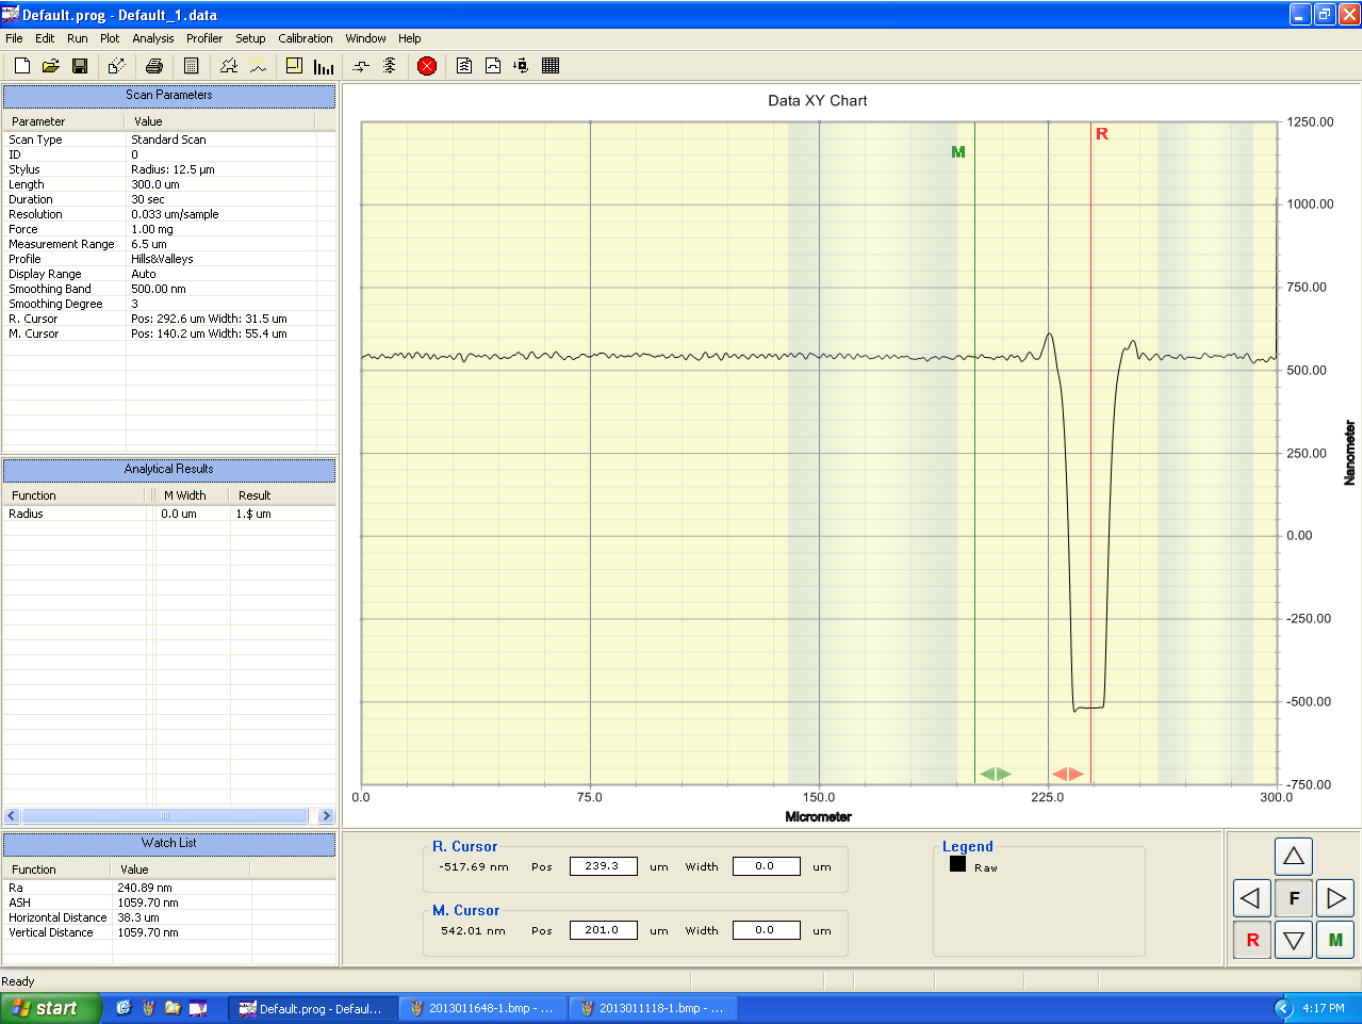 Default.prog - Default_1.data
File Edit Run Plot Analysis Profiler Setup Calibration Window Help
Scan Parameters
Parameter Value
Scan Type Standard Scan
ID 0
Stylus Radius: 12.5 µm
Length 300.0 um
Duration 30 sec
Resolution 0.033 um/sample
Force 1.00 mg
Measurement Range 6.5 um
Profile Hills&Valleys
Display Range Auto
Smoothing Band 500.00 nm
Smoothing Degree 3
R. Cursor Pos: 292.6 um Width: 31.5 um
M. Cursor Pos: 140.2 um Width: 55.4 um
Analytical Results
Function M Width Result
Radius 0.0 um 1.$ um
Watch List
Function Value
Ra 240.89 nm
ASH 1059.70 nm
Horizontal Distance 38.3 um
Vertical Distance 1059.70 nm
Data XY Chart
M
R
1250.00
1000.00
750.00
500.00
250.00
0.00
-250.00
-500.00
-750.00
Nanometer
0.0 75.0 150.0 225.0 300.0
Micrometer
R. Cursor
-517.69 nm Pos 239.3 um Width 0.0 um
M. Cursor
542.01 nm Pos 201.0 um Width 0.0 um
Legend
Raw
F
R M
Ready
start Default.prog - Defaul... 2013011648-1.bmp - ... 2013011118-1.bmp - ... 4:17 PM